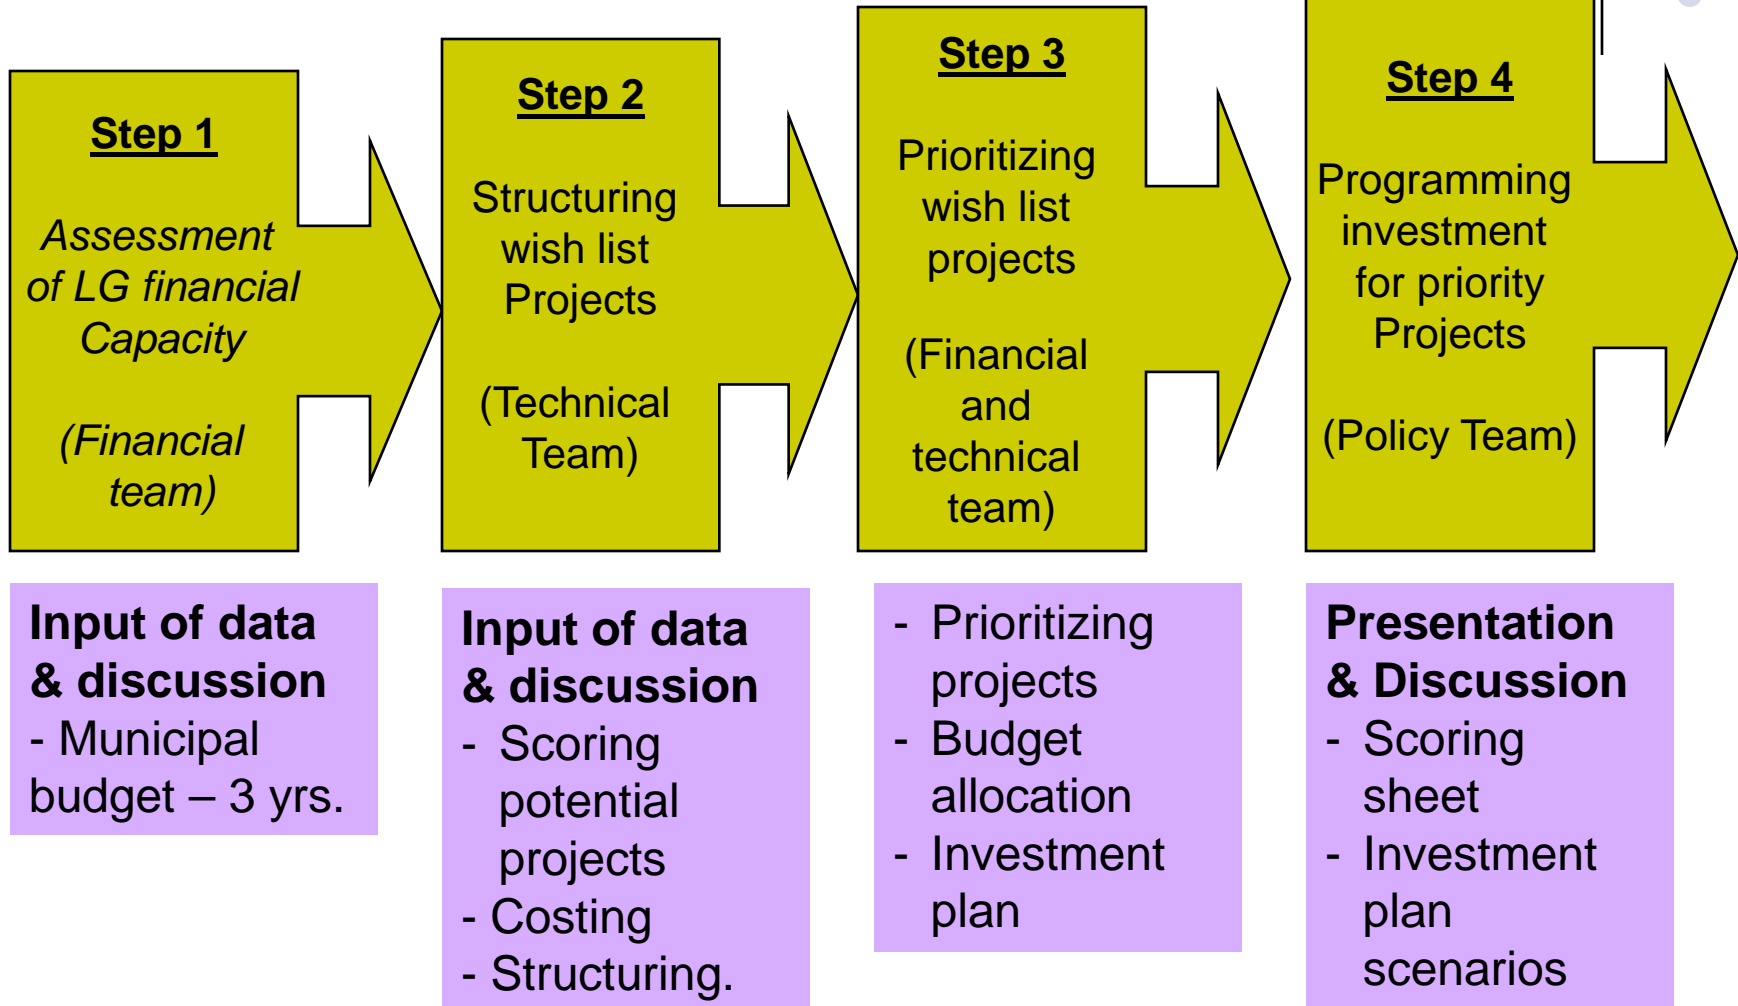 Step 1
Assessment
of LG financial
Capacity
(Financial
team)
Step 2
Structuring
wish list
Projects
(Technical
Team)
Step 3
Prioritizing
wish list
projects
(Financial
and
technical
team)
Step 4
Programming
investment
for priority
Projects
(Policy Team)
Input of data
& discussion
- Municipal
budget – 3 yrs.
Input of data
& discussion
- Scoring
potential
projects
- Costing
- Structuring.
- Prioritizing
projects
- Budget
allocation
- Investment
plan
Presentation
& Discussion
- Scoring
sheet
- Investment
plan
scenarios